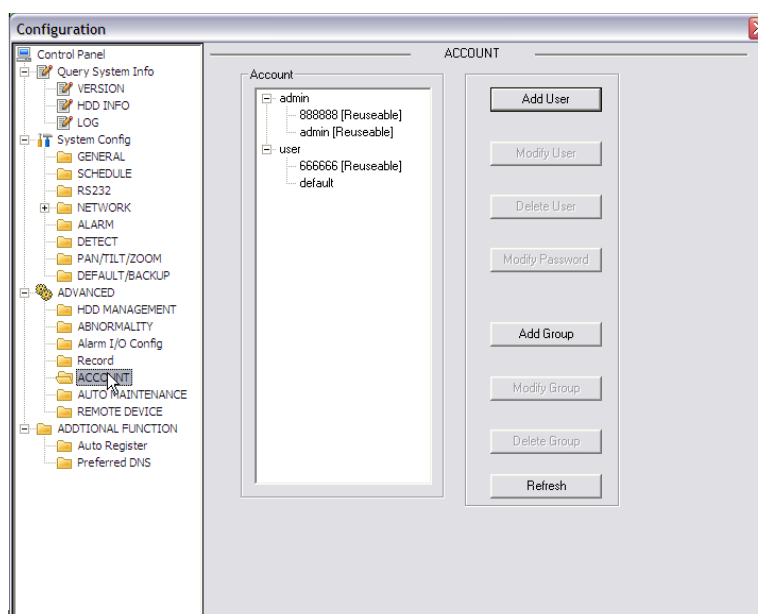 Configuration
Control Panel
Query System Info
VERSION
HDD INFO
LOG
System Config
GENERAL
SCHEDULE
RS232
NETWORK
ALARM
DETECT
PAN/TILT/ZOOM
DEFAULT/BACKUP
ADVANCED
HDD MANAGEMENT
ABNORMALITY
Alarm I/O Config
Record
ACCOUNT
AUTO MAINTENANCE
REMOTE DEVICE
ADDTIONAL FUNCTION
Auto Register
Preferred DNS
ACCOUNT
Account
admin
888888 [Reuseable]
admin [Reuseable]
user
666666 [Reuseable]
default
Add User
Modify User
Delete User
Modify Password
Add Group
Modify Group
Delete Group
Refresh